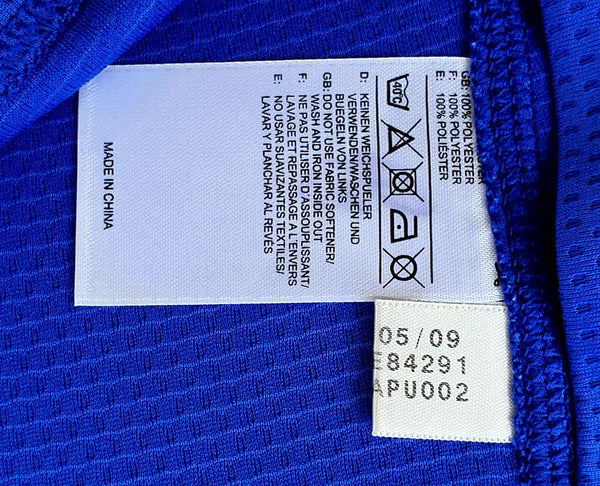 GB: 100% POLYESTER
F: 100% POLYESTER
E: 100% POLIÉSTER
40°C
D: KEINEN WEICHSPUELER
VERWENDEN/WASCHEN UND
BUEGELN VON LINKS
GB: DO NOT USE FABRIC SOFTENER/
WASH AND IRON INSIDE OUT
F: NE PAS UTILISER D'ASSOUPLISSANT/
LAVAGE ET REPASSAGE A L'ENVERS
E: NO USAR SUAVIZANTES TEXTILES/
LAVAR Y PLANCHAR AL REVÉS
MADE IN CHINA
05/09
E84291
APU002